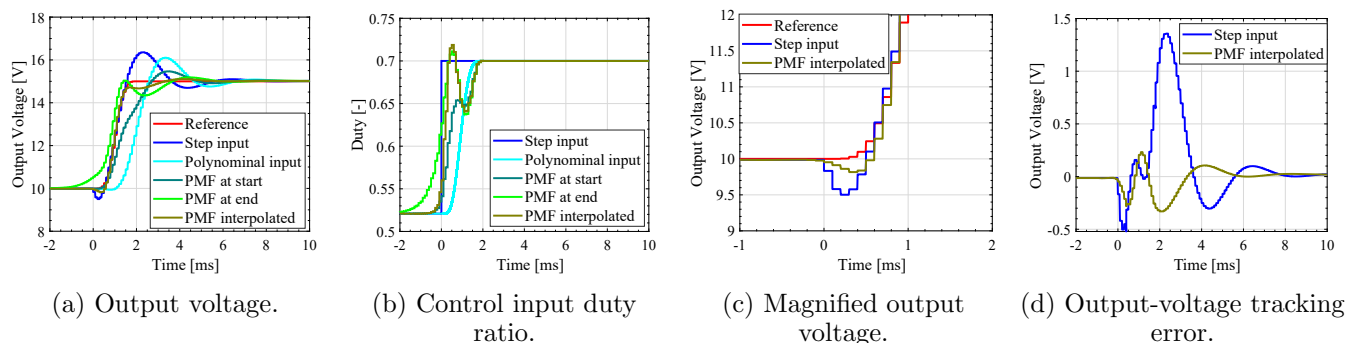 Output Voltage [V]
18
16
14
12
10
8
-2
0
2
4
6
8
10
Time [ms]
Reference
Step input
Polynominal input
PMF at start
PMF at end
PMF interpolated
(a) Output voltage.
Duty [-]
0.75
0.7
0.65
0.6
0.55
0.5
-2
0
2
4
6
8
10
Time [ms]
Step input
Polynominal input
PMF at start
PMF at end
PMF interpolated
(b) Control input duty
ratio.
Output Voltage [V]
12
11.5
11
10.5
10
9.5
9
-1
0
1
2
Time [ms]
Reference
Step input
PMF interpolated
(c) Magnified output
voltage.
Output Voltage [V]
1.5
1
0.5
0
-0.5
-2
0
2
4
6
8
10
Time [ms]
Step input
PMF interpolated
(d) Output-voltage tracking
error.